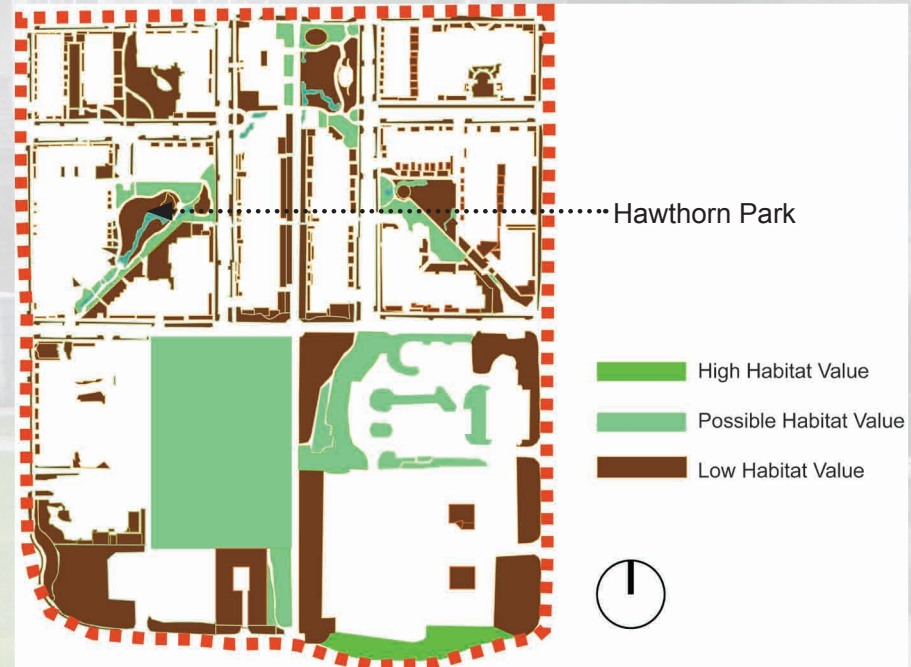 Hawthorn Park
High Habitat Value
Possible Habitat Value
Low Habitat Value